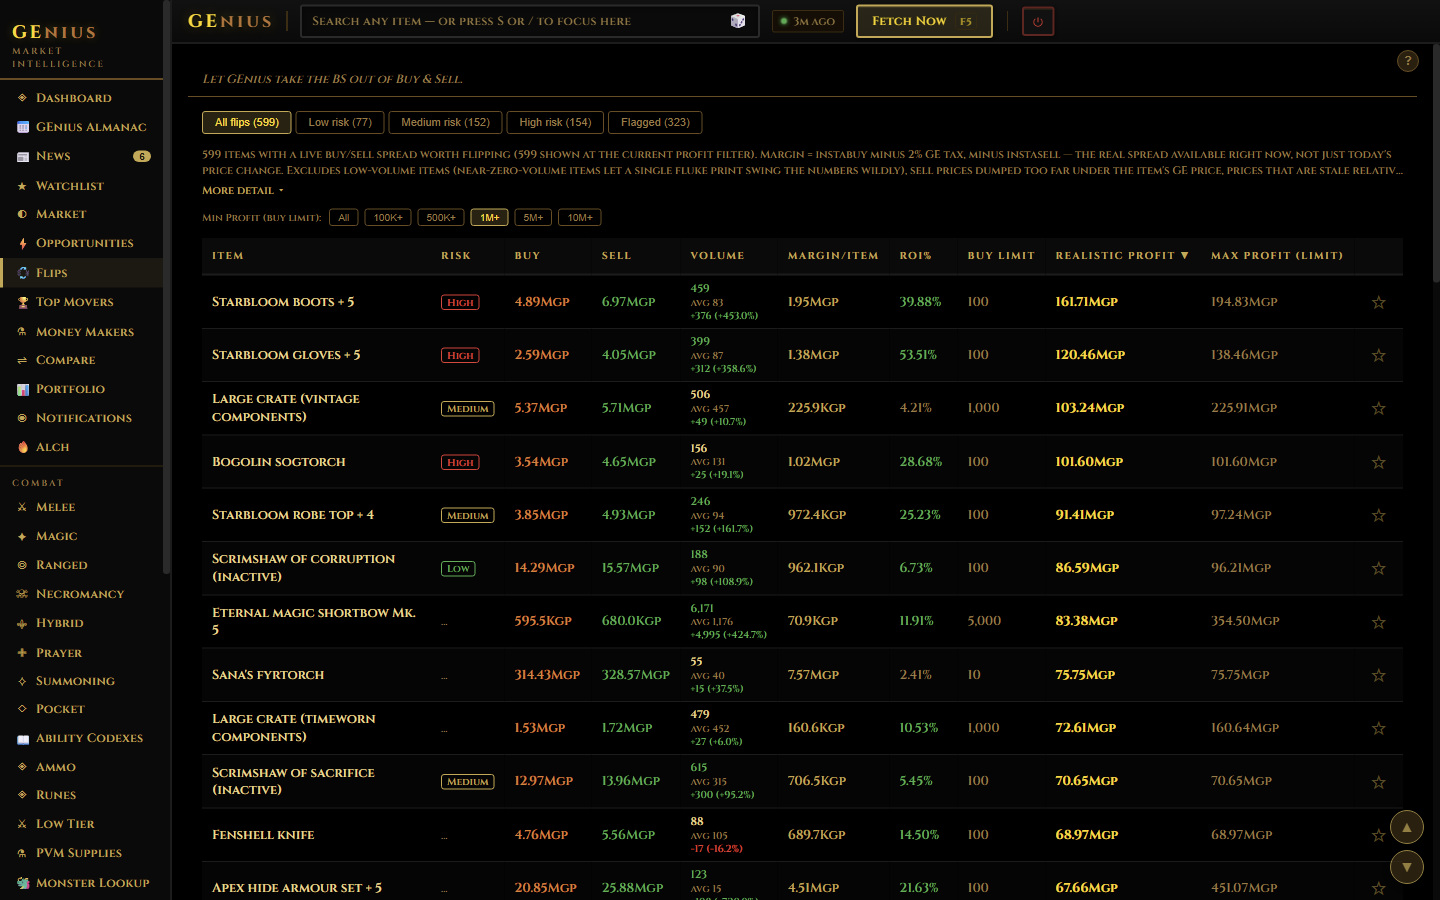 GENIUS
MARKET
INTELLIGENCE
DASHBOARD
GENIUS ALMANAC
NEWS
6
WATCHLIST
MARKET
OPPORTUNITIES
FLIPS
TOP MOVERS
MONEY MAKERS
COMPARE
PORTFOLIO
NOTIFICATIONS
ALCH
COMBAT
MELEE
MAGIC
RANGED
NECROMANCY
HYBRID
PRAYER
SUMMONING
POCKET
ABILITY CODEXES
AMMO
RUNES
LOW TIER
PVM SUPPLIES
MONSTER LOOKUP
GENIUS
SEARCH ANY ITEM — OR PRESS S OR / TO FOCUS HERE
3M AGO
FETCH NOW F5
?
LET GENIUS TAKE THE BS OUT OF BUY & SELL.
All flips (599) Low risk (77) Medium risk (152) High risk (154) Flagged (323)
599 ITEMS WITH A LIVE BUY/SELL SPREAD WORTH FLIPPING (599 SHOWN AT THE CURRENT PROFIT FILTER). MARGIN = INSTABUY MINUS 2% GE TAX, MINUS INSTASELL — THE REAL SPREAD AVAILABLE RIGHT NOW, NOT JUST TODAY'S
PRICE CHANGE. EXCLUDES LOW-VOLUME ITEMS (NEAR-ZERO-VOLUME ITEMS LET A SINGLE FLUKE PRINT SWING THE NUMBERS WILDLY), SELL PRICES DUMPED TOO FAR UNDER THE ITEM'S GE PRICE, PRICES THAT ARE STALE RELATIV...
MORE DETAIL ▾
MIN PROFIT (BUY LIMIT): All 100K+ 500K+ 1M+ 5M+ 10M+
ITEM RISK BUY SELL VOLUME MARGIN/ITEM ROI% BUY LIMIT REALISTIC PROFIT ▼ MAX PROFIT (LIMIT)
STARBLOOM BOOTS + 5 HIGH 4.89MGP 6.97MGP 459 1.95MGP 39.88% 100 161.71MGP 194.83MGP
AVG 83
+376 (+453.0%)
STARBLOOM GLOVES + 5 HIGH 2.59MGP 4.05MGP 399 1.38MGP 53.51% 100 120.46MGP 138.46MGP
AVG 87
+312 (+358.6%)
LARGE CRATE (VINTAGE
COMPONENTS) MEDIUM 5.37MGP 5.71MGP 506 225.9KGP 4.21% 1,000 103.24MGP 225.91MGP
AVG 457
+49 (+10.7%)
BOGOLIN SOGTORCH HIGH 3.54MGP 4.65MGP 156 1.02MGP 28.68% 100 101.60MGP 101.60MGP
AVG 131
+25 (+19.1%)
STARBLOOM ROBE TOP + 4 MEDIUM 3.85MGP 4.93MGP 246 972.4KGP 25.23% 100 91.41MGP 97.24MGP
AVG 94
+152 (+161.7%)
SCRIMSHAW OF CORRUPTION
(INACTIVE) LOW 14.29MGP 15.57MGP 188 962.1KGP 6.73% 100 86.59MGP 96.21MGP
AVG 90
+98 (+108.9%)
ETERNAL MAGIC SHORTBOW MK.
5 ... 595.5KGP 680.0KGP 6,171 70.9KGP 11.91% 5,000 83.38MGP 354.50MGP
AVG 1,176
+4,995 (+424.7%)
SANA'S FYRTORCH ... 314.43MGP 328.57MGP 55 7.57MGP 2.41% 10 75.75MGP 75.75MGP
AVG 40
+15 (+37.5%)
LARGE CRATE (TIMEWORN
COMPONENTS) ... 1.53MGP 1.72MGP 479 160.6KGP 10.53% 1,000 72.61MGP 160.64MGP
AVG 452
+27 (+6.0%)
SCRIMSHAW OF SACRIFICE
(INACTIVE) MEDIUM 12.97MGP 13.96MGP 615 706.5KGP 5.45% 100 70.65MGP 70.65MGP
AVG 315
+300 (+95.2%)
FENSHELL KNIFE ... 4.76MGP 5.56MGP 88 689.7KGP 14.50% 100 68.97MGP 68.97MGP
AVG 105
-17 (-16.2%)
APEX HIDE ARMOUR SET + 5 ... 20.85MGP 25.88MGP 123 4.51MGP 21.63% 100 67.66MGP 451.07MGP
AVG 15